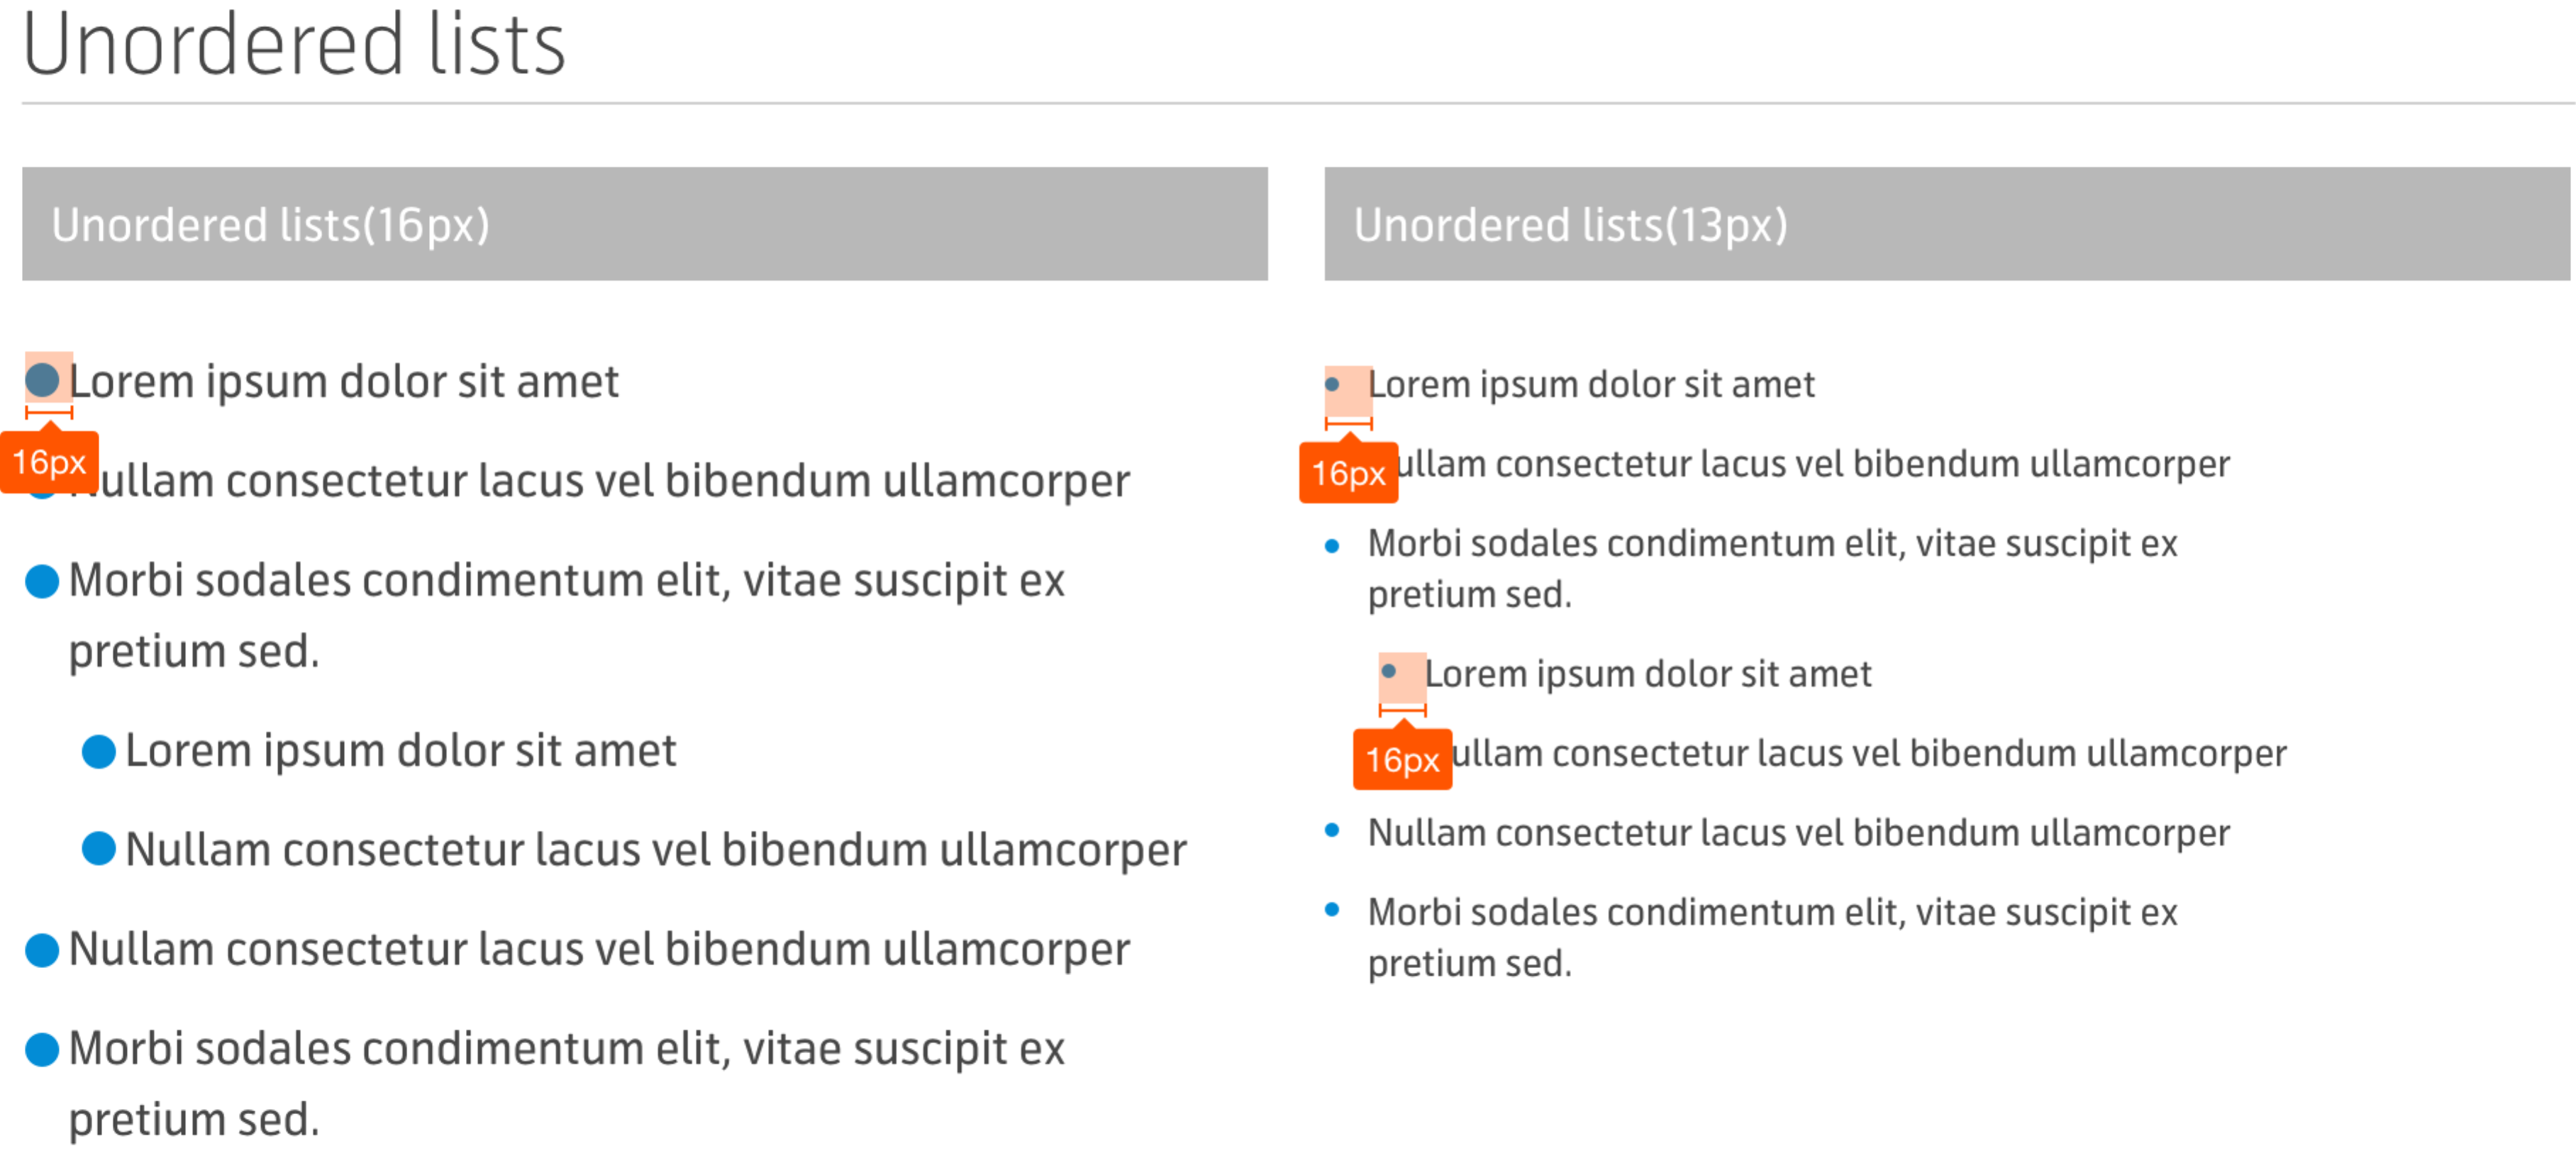 Unordered lists
Unordered lists(16px)
Lorem ipsum dolor sit amet
16px
ullam consectetur lacus vel bibendum ullamcorper
Morbi sodales condimentum elit, vitae suscipit ex
pretium sed.
Lorem ipsum dolor sit amet
Nullam consectetur lacus vel bibendum ullamcorper
Nullam consectetur lacus vel bibendum ullamcorper
Morbi sodales condimentum elit, vitae suscipit ex
pretium sed.
Unordered lists(13px)
Lorem ipsum dolor sit amet
16px
ullam consectetur lacus vel bibendum ullamcorper
Morbi sodales condimentum elit, vitae suscipit ex
pretium sed.
Lorem ipsum dolor sit amet
16px
ullam consectetur lacus vel bibendum ullamcorper
Nullam consectetur lacus vel bibendum ullamcorper
Morbi sodales condimentum elit, vitae suscipit ex
pretium sed.